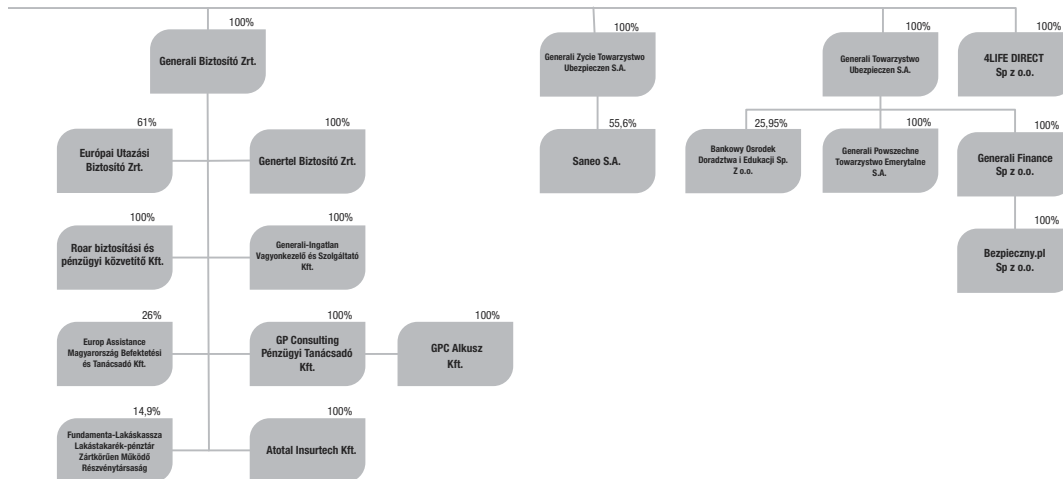 100%
Generali Biztosító Zrt.
100%
Generali Zycie Towarzystwo
Ubezpieczen S.A.
100%
Generali Towarzystwo
Ubezpieczen S.A.
100%
4LIFE DIRECT
Sp z o.o.
61%
Európai Utazási
Biztosító Zrt.
100%
Genertel Biztosító Zrt.
55,6%
Saneo S.A.
25,95%
Bankowy Osrodek
Doradztwa i Edukacji Sp.
Z o.o.
100%
Generali Powszechne
Towarzystwo Emerytalne
S.A.
100%
Generali Finance
Sp z o.o.
100%
Roar biztosítási és
pénzügyi közvetítő Kft.
100%
Generali-Ingatlan
Vagyonkezelő és Szolgáltató
Kft.
100%
Bezpieczny.pl
Sp z o.o.
26%
Europ Assistance
Magyarország Befektetési
és Tanácsadó Kft.
100%
GP Consulting
Pénzügyi Tanácsadó
Kft.
100%
GPC Alkusz
Kft.
14,9%
Fundamenta-Lakáskassza
Lakástakarék-pénztár
Zártkörűen Működő
Részvénytársaság
100%
Atotal Insurtech Kft.